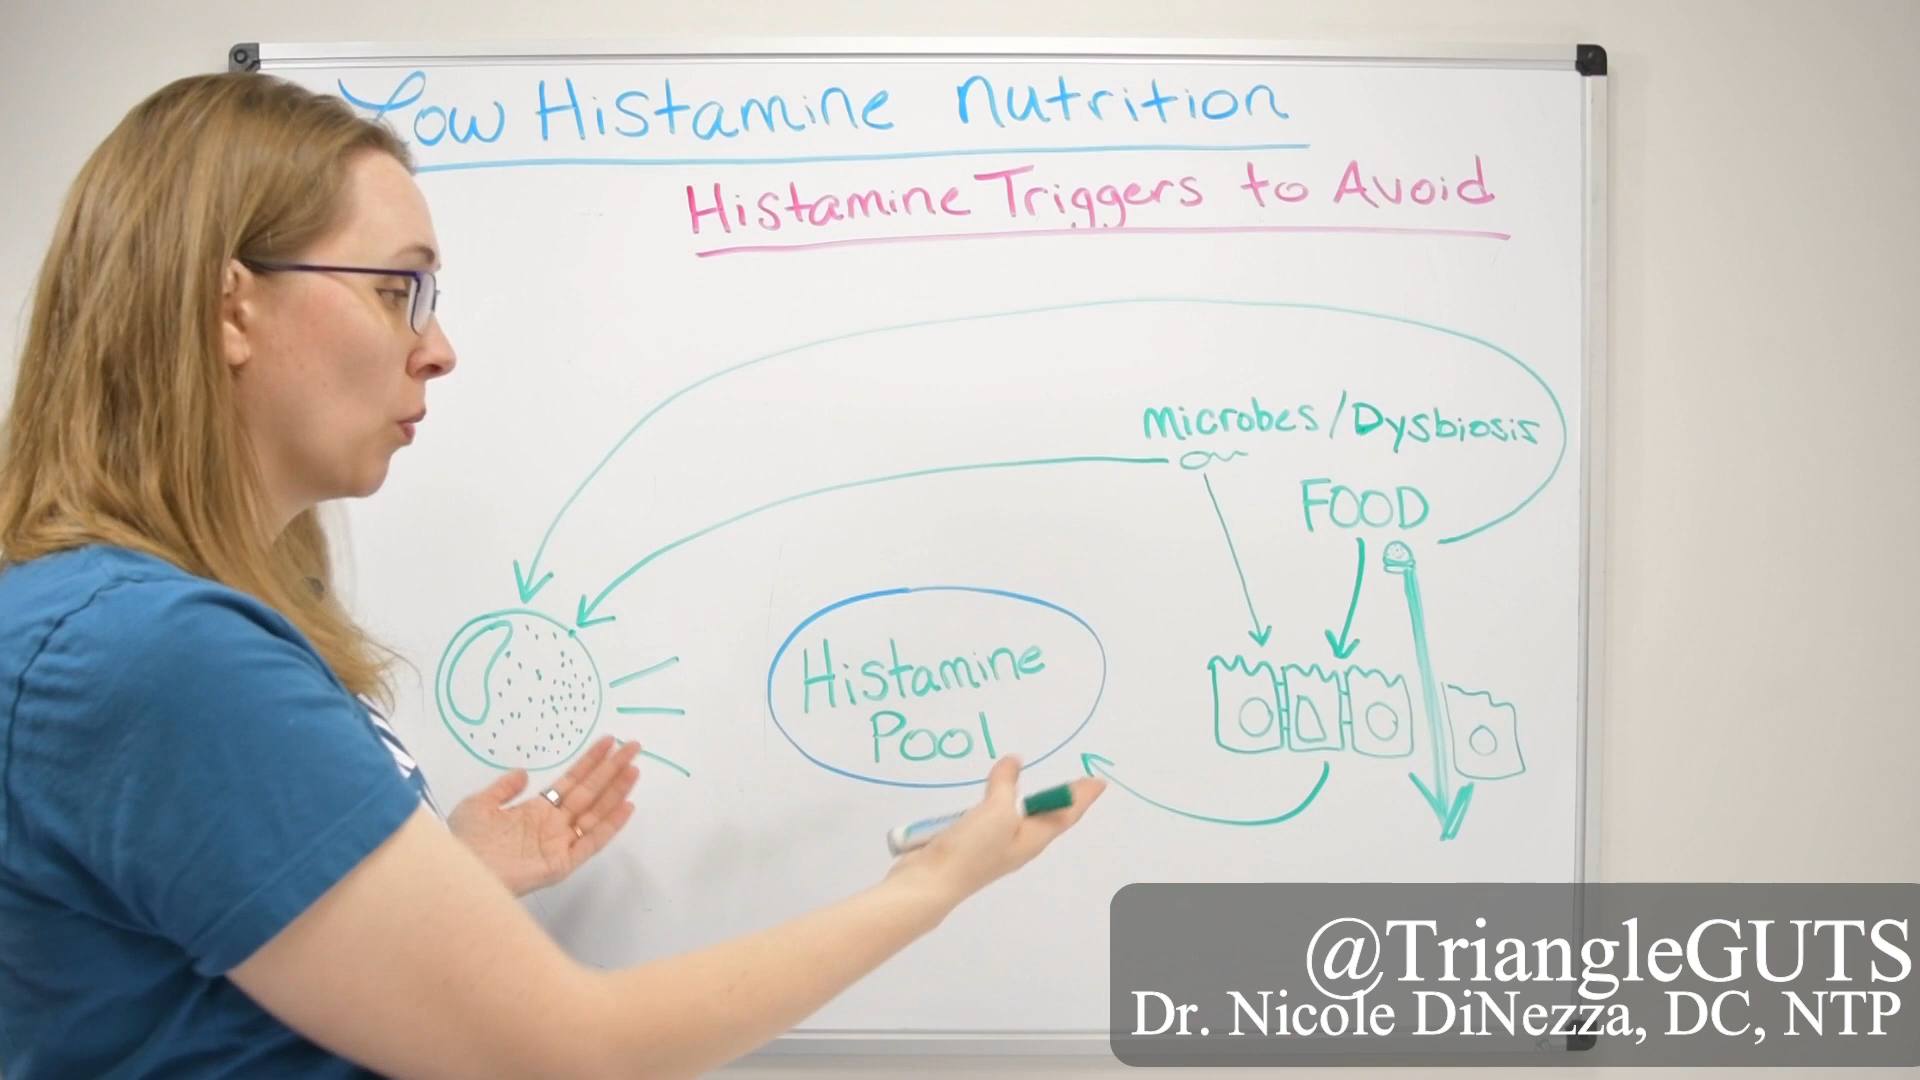 Low Histamine Nutrition
Histamine Triggers to Avoid
Microbes/Dysbiosis
FOOD
Histamine
Pool
@TriangleGUTS
Dr. Nicole DiNezza, DC, NTP